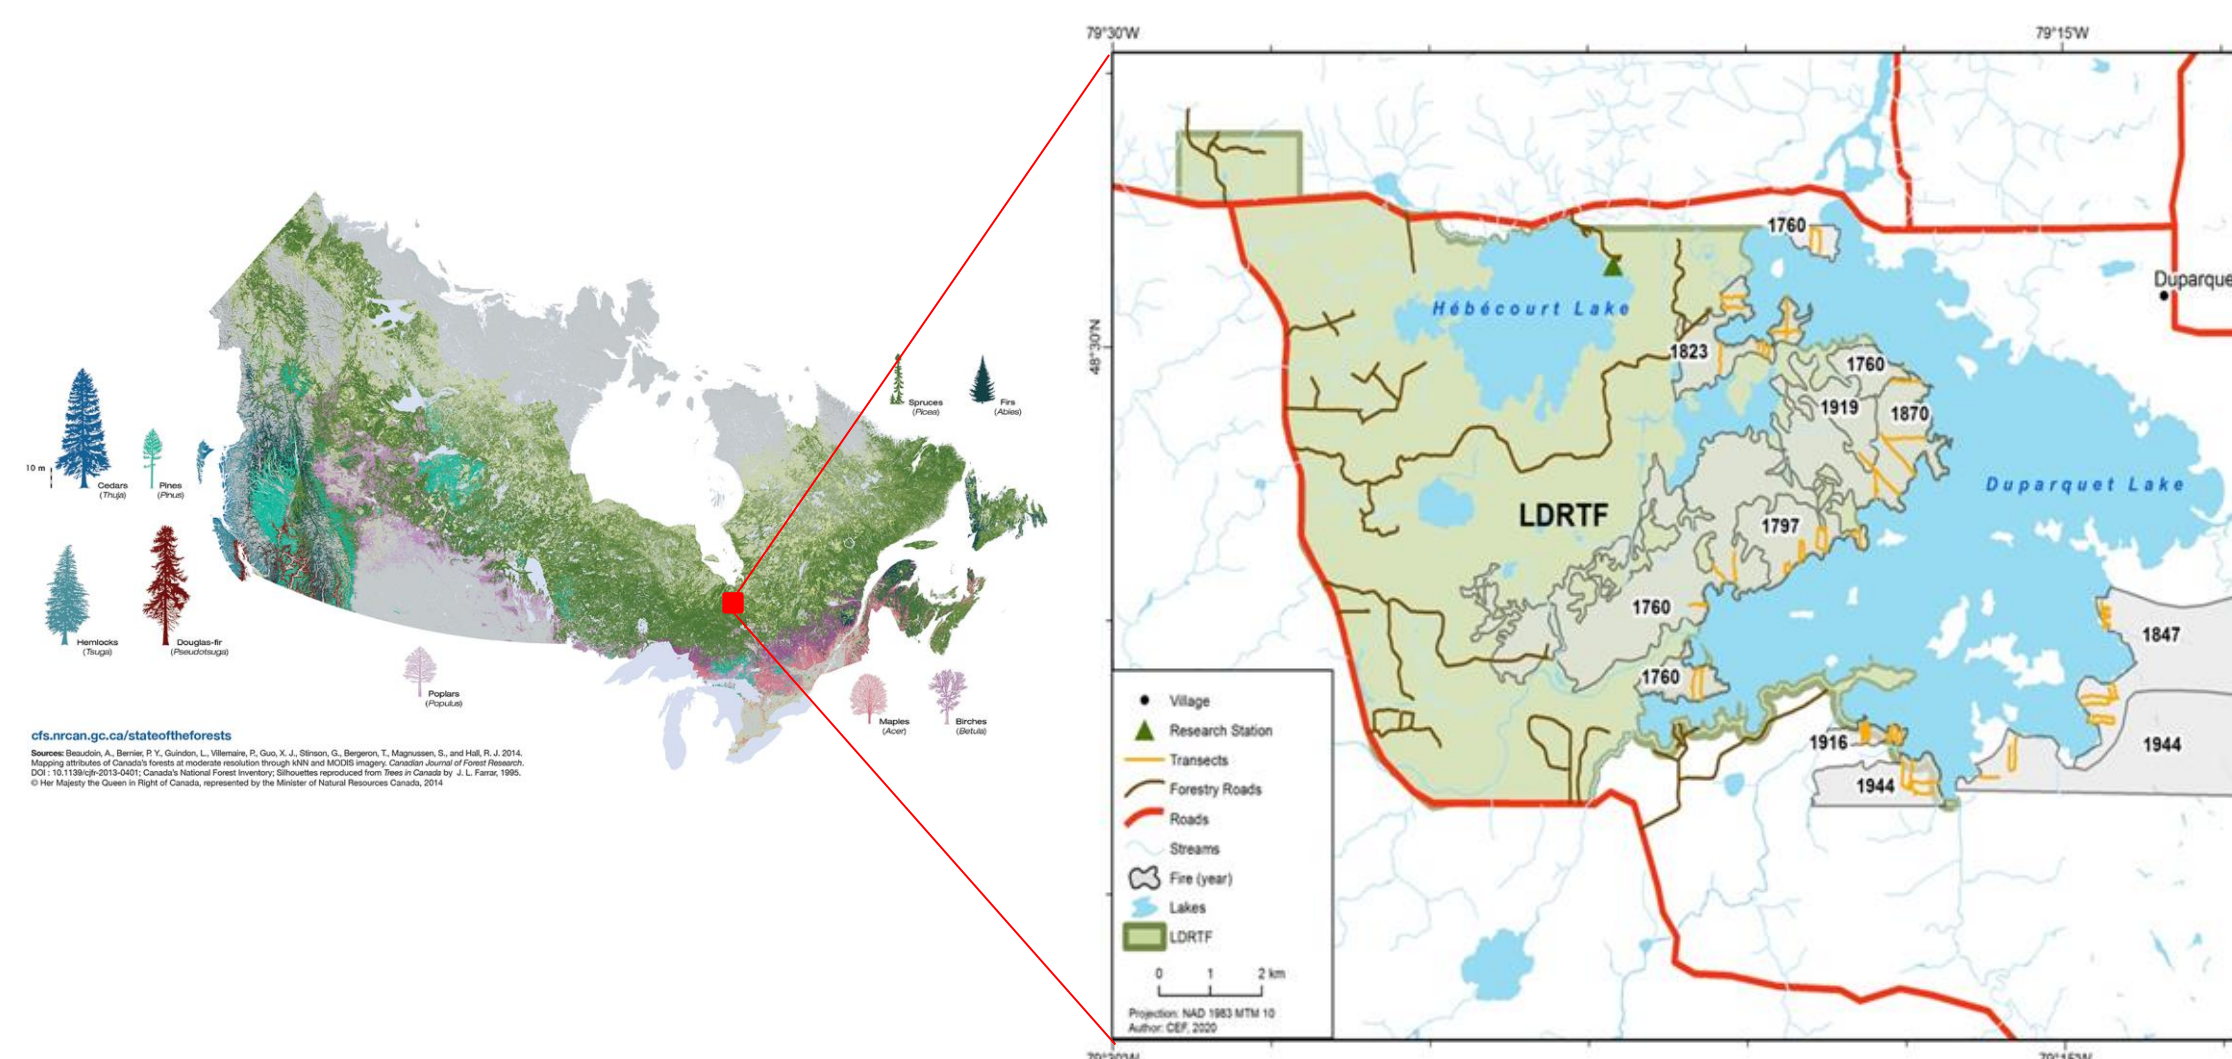 10 m
Cedars
(Thuja)
Pines
(Pinus)
Hemlocks
(Tsuga)
Douglas-fir
(Pseudotsuga)
Spruces
(Picea)
Firs
(Abies)
Poplars
(Populus)
Maples
(Acer)
Birches
(Betula)
cfs.nrcan.gc.ca/stateoftheforests
Sources: Beaudoin, A., Bernier, P. Y., Guindon, L., Villemaire, P., Guo, X. J., Stinson, G., Bergeron, T., Magnussen, S., and Hall, R. J. 2014.
Mapping attributes of Canada's forests at moderate resolution through kNN and MODIS imagery. Canadian Journal of Forest Research.
DOI : 10.1139/cjfr-2013-0401; Canada's National Forest Inventory; Silhouettes reproduced from Trees in Canada by J. L. Farrar, 1995.
© Her Majesty the Queen in Right of Canada, represented by the Minister of Natural Resources Canada, 2014
79°30'W
79°15'W
48°30'N
1760
Duparque
Hébécourt Lake
1823
1760
1919
1870
Duparquet Lake
LDRTF
1797
1760
1847
1760
1916
1944
1944
Village
Research Station
Transects
Forestry Roads
Roads
Streams
Fire (year)
Lakes
LDRTF
0 1 2 km
Projection: NAD 1983 MTM 10
Author: CEF, 2020
79°30'W
79°15'W